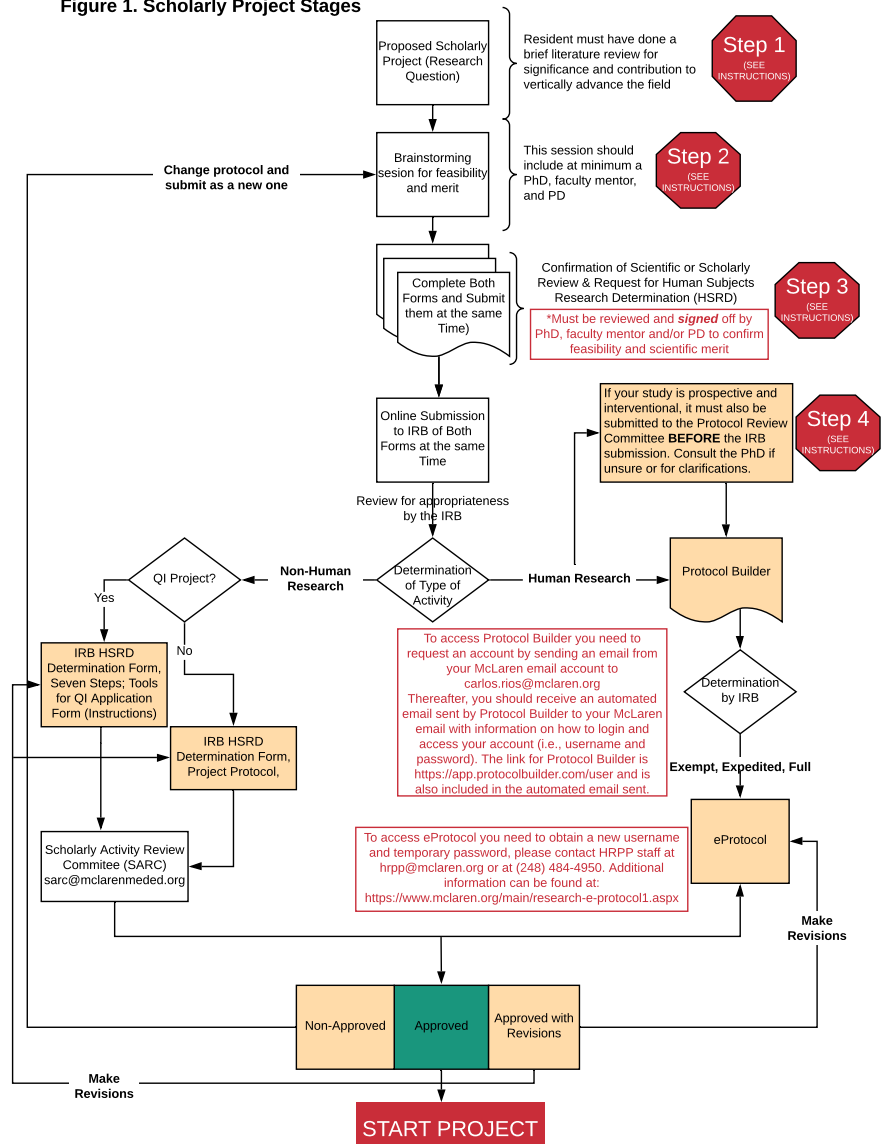 Figure 1. Scholarly Project Stages
Proposed Scholarly
Project (Research
Question)
Resident must have done a
brief literature review for
significance and contribution to
vertically advance the field
Step 1
(SEE
INSTRUCTIONS)
Brainstorming
sesion for feasibility
and merit
This session should
include at minimum a
PhD, faculty mentor,
and PD
Step 2
(SEE
INSTRUCTIONS)
Change protocol and
submit as a new one
Complete Both
Forms and Submit
them at the same
Time)
Confirmation of Scientific or Scholarly
Review & Request for Human Subjects
Research Determination (HSRD)
*Must be reviewed and signed off by
PhD, faculty mentor and/or PD to confirm
feasibility and scientific merit
Step 3
(SEE
INSTRUCTIONS)
Online Submission
to IRB of Both
Forms at the same
Time
If your study is prospective and
interventional, it must also be
submitted to the Protocol Review
Committee BEFORE the IRB
submission. Consult the PhD if
unsure or for clarifications.
Step 4
(SEE
INSTRUCTIONS)
Review for appropriateness
by the IRB
QI Project?
Non-Human
Research
Determination
of Type of
Activity
Human Research
Protocol Builder
Yes
No
IRB HSRD
Determination Form,
Seven Steps; Tools
for QI Application
Form (Instructions)
IRB HSRD
Determination Form,
Project Protocol,
To access Protocol Builder you need to
request an account by sending an email from
your McLaren email account to
carlos.rios@mclaren.org
Thereafter, you should receive an automated
email sent by Protocol Builder to your McLaren
email with information on how to login and
access your account (i.e., username and
password). The link for Protocol Builder is
https://app.protocolbuilder.com/user and is
also included in the automated email sent.
Determination
by IRB
Exempt, Expedited, Full
Scholarly Activity Review
Commitee (SARC)
sarc@mclarenmeded.org
To access eProtocol you need to obtain a new username
and temporary password, please contact HRPP staff at
hrpp@mclaren.org or at (248) 484-4950. Additional
information can be found at:
https://www.mclaren.org/main/research-e-protocol1.aspx
eProtocol
Make
Revisions
Non-Approved
Approved
Approved with
Revisions
Make
Revisions
START PROJECT